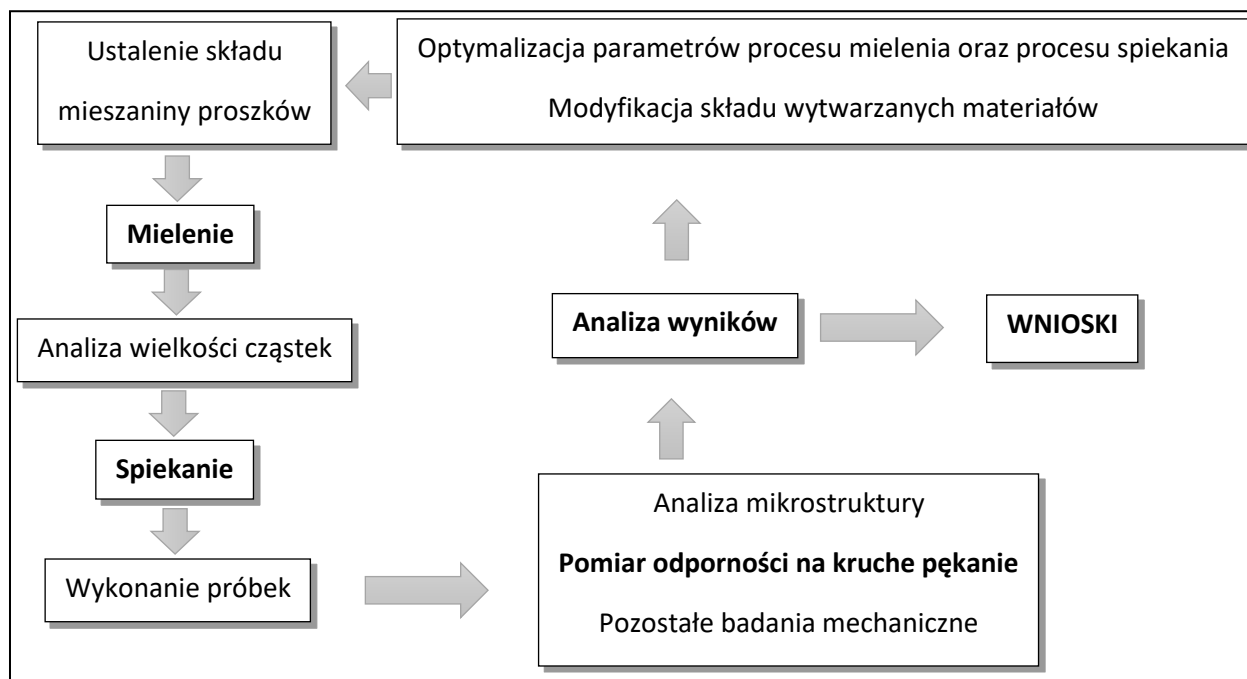 Ustalenie składu
mieszaniny proszków
Optymalizacja parametrów procesu mielenia oraz procesu spiekania
Modyfikacja składu wytwarzanych materiałów
Mielenie
Analiza wielkości cząstek
Spiekanie
Wykonanie próbek
Analiza mikrostruktury
Pomiar odporności na kruche pękanie
Pozostałe badania mechaniczne
Analiza wyników
WNIOSKI